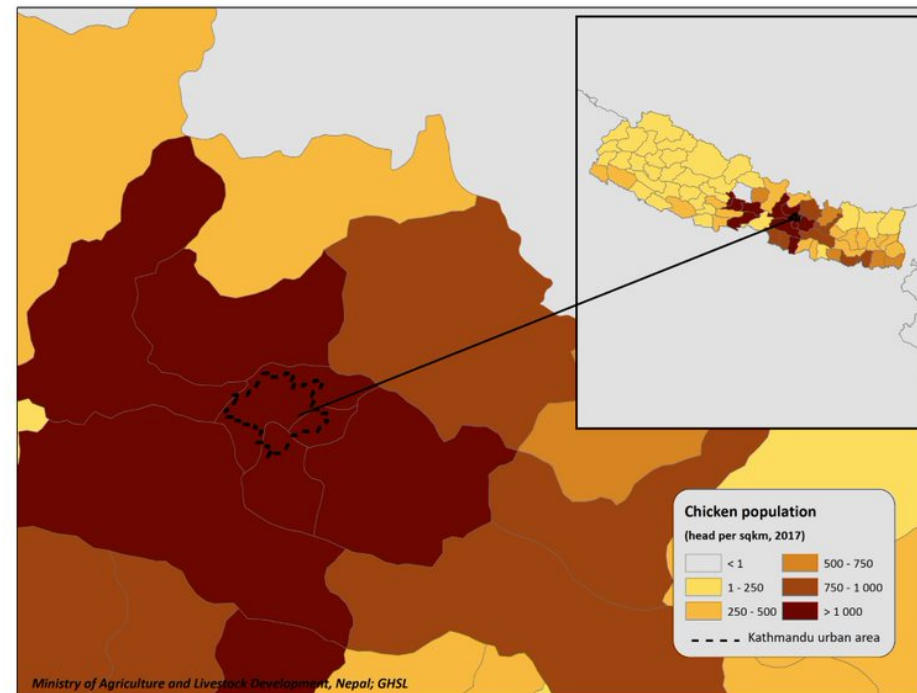 Chicken population
(head per sqkm, 2017)
< 1
500 - 750
1 - 250
750 - 1 000
250 - 500
> 1 000
Kathmandu urban area
Ministry of Agriculture and Livestock Development, Nepal; GHSL